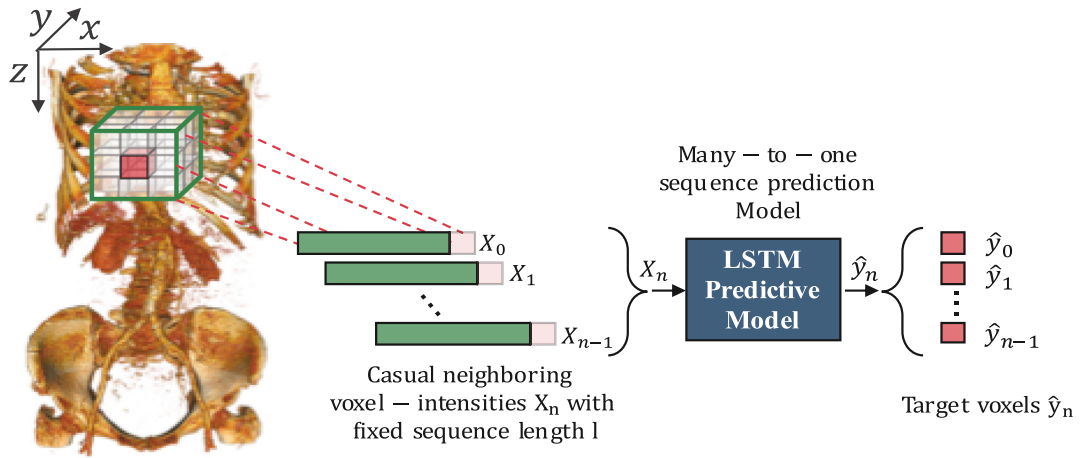 y
x
z
X₀
X₁
Xₙ₋₁
Casual neighboring
voxel − intensities Xₙ with
fixed sequence length l
Xₙ
Many − to − one
sequence prediction
Model
LSTM
Predictive
Model
ŷₙ
ŷ₀
ŷ₁
ŷₙ₋₁
Target voxels ŷₙ